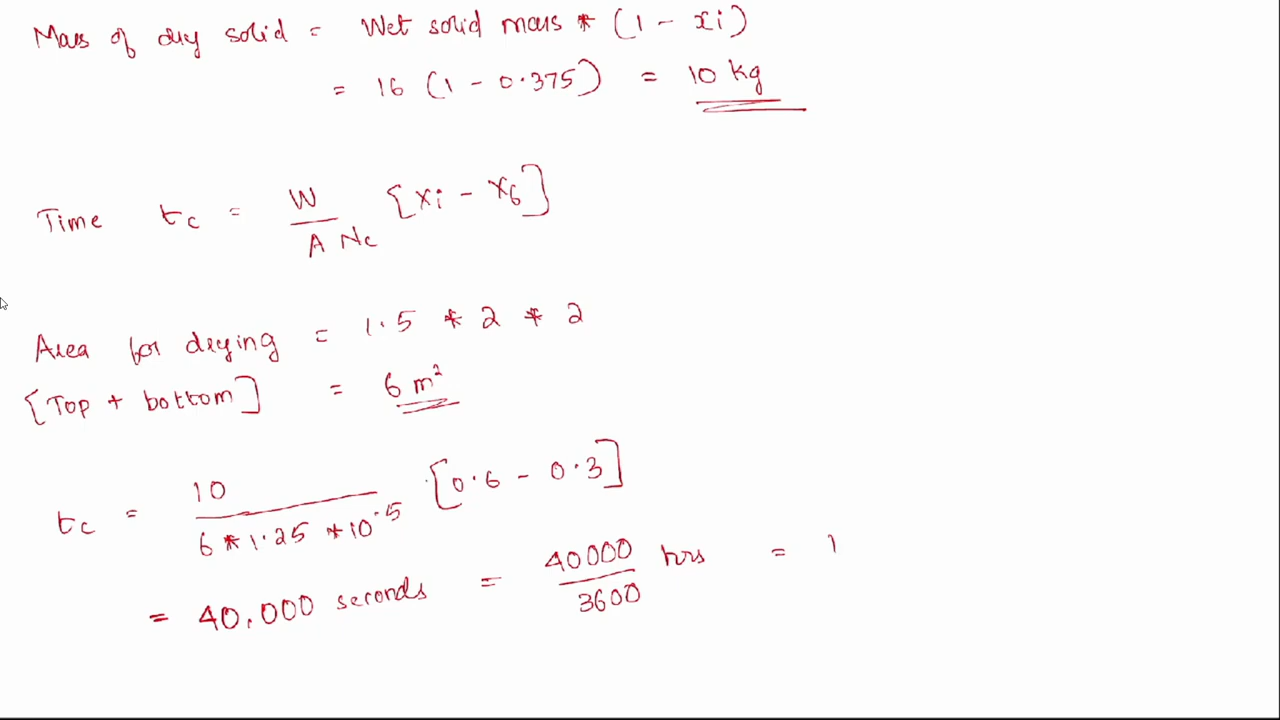 Mass of dry solid = Wet solid mass * (1 - xi)
= 16 (1 - 0.375) = 10 kg
Time tc = W / A Nc [Xi - X6]
Area for drying = 1.5 * 2 * 2
[Top + bottom] = 6 m²
tc = 10 / 6 * 1.25 * 10^-5 [0.6 - 0.3]
= 40,000 seconds = 40000 / 3600 hrs = 1